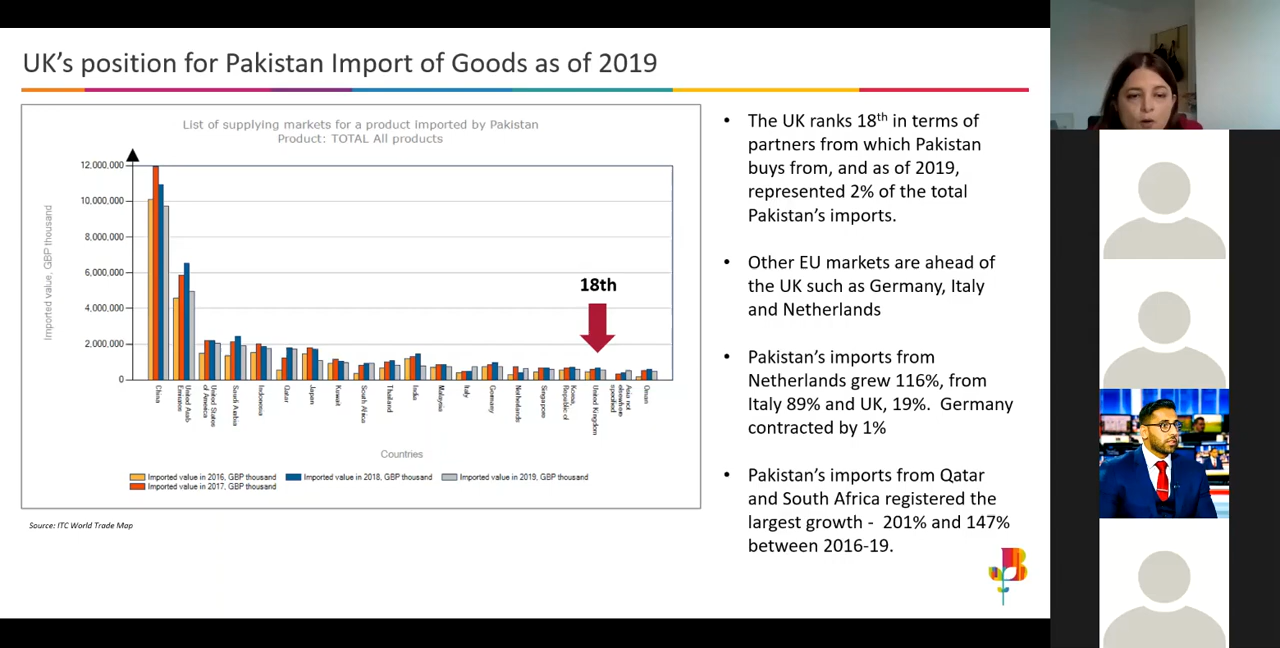 UK's position for Pakistan Import of Goods as of 2019
List of supplying markets for a product imported by Pakistan
Product: TOTAL All products
12,000,000
10,000,000
8,000,000
6,000,000
4,000,000
2,000,000
0
Imported value, GBP thousand
18th
China
United Arab
Emirates
United States
of America
Saudi Arabia
Indonesia
Qatar
Japan
Kuwait
South Africa
Thailand
India
Malaysia
Italy
Germany
Netherlands
Singapore
Korea,
Republic of
United Kingdom
Asia not
elsewhere
specified
Oman
Countries
Imported value in 2016, GBP thousand
Imported value in 2018, GBP thousand
Imported value in 2019, GBP thousand
Imported value in 2017, GBP thousand
Source: ITC World Trade Map
• The UK ranks 18th in terms of
partners from which Pakistan
buys from, and as of 2019,
represented 2% of the total
Pakistan's imports.
• Other EU markets are ahead of
the UK such as Germany, Italy
and Netherlands
• Pakistan's imports from
Netherlands grew 116%, from
Italy 89% and UK, 19%. Germany
contracted by 1%
• Pakistan's imports from Qatar
and South Africa registered the
largest growth - 201% and 147%
between 2016-19.